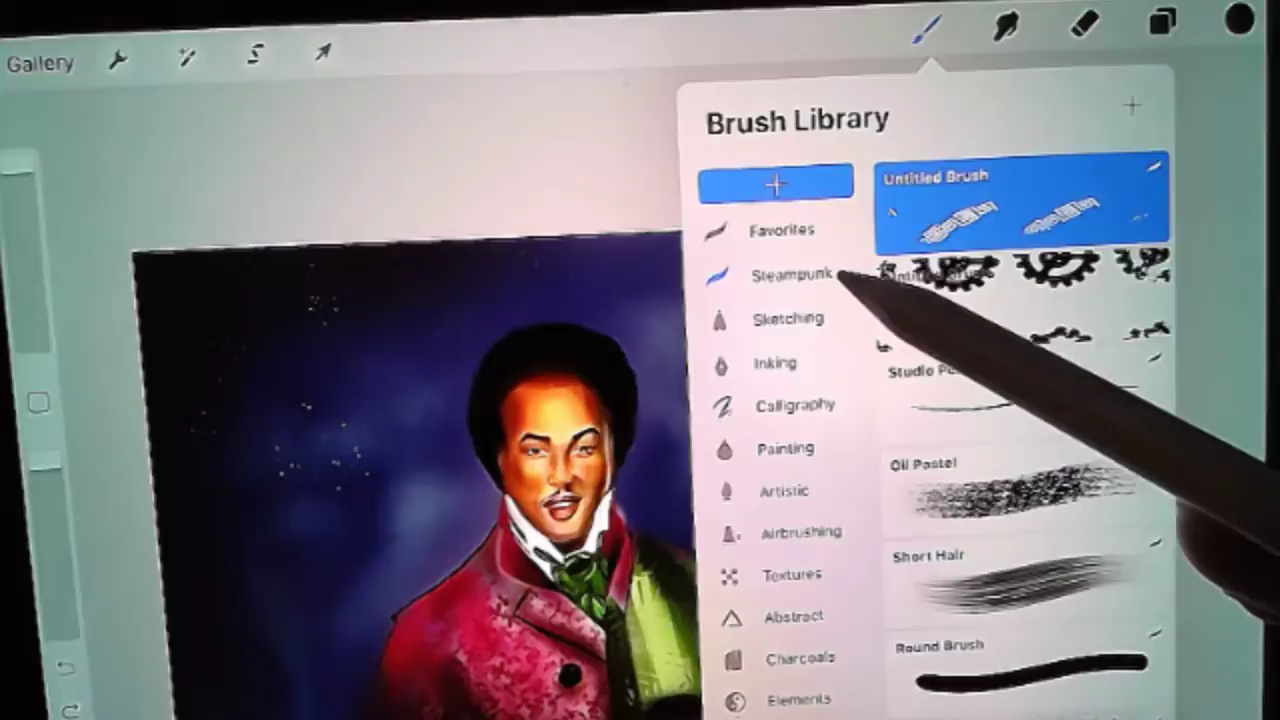 Gallery
Brush Library
Untitled Brush
Favorites
Steampunk
Sketching
Inking
Studio
Calligraphy
Painting
Oil Pastel
Artistic
Airbrushing
Short Hair
Textures
Abstract
Round Brush
Charcoals
Elements